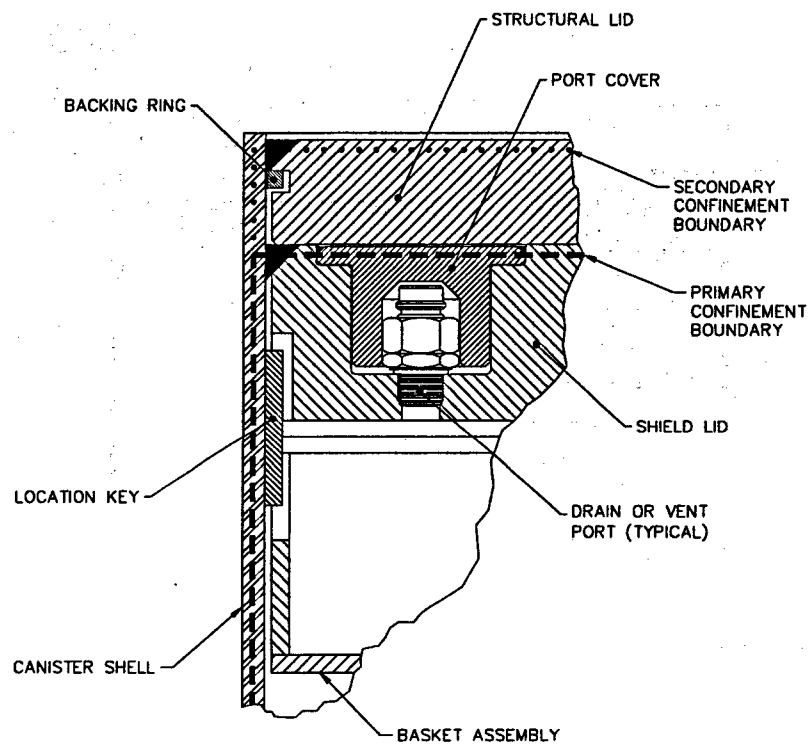 STRUCTURAL LID
PORT COVER
BACKING RING
SECONDARY
CONFINEMENT
BOUNDARY
PRIMARY
CONFINEMENT
BOUNDARY
SHIELD LID
LOCATION KEY
DRAIN OR VENT
PORT (TYPICAL)
CANISTER SHELL
BASKET ASSEMBLY